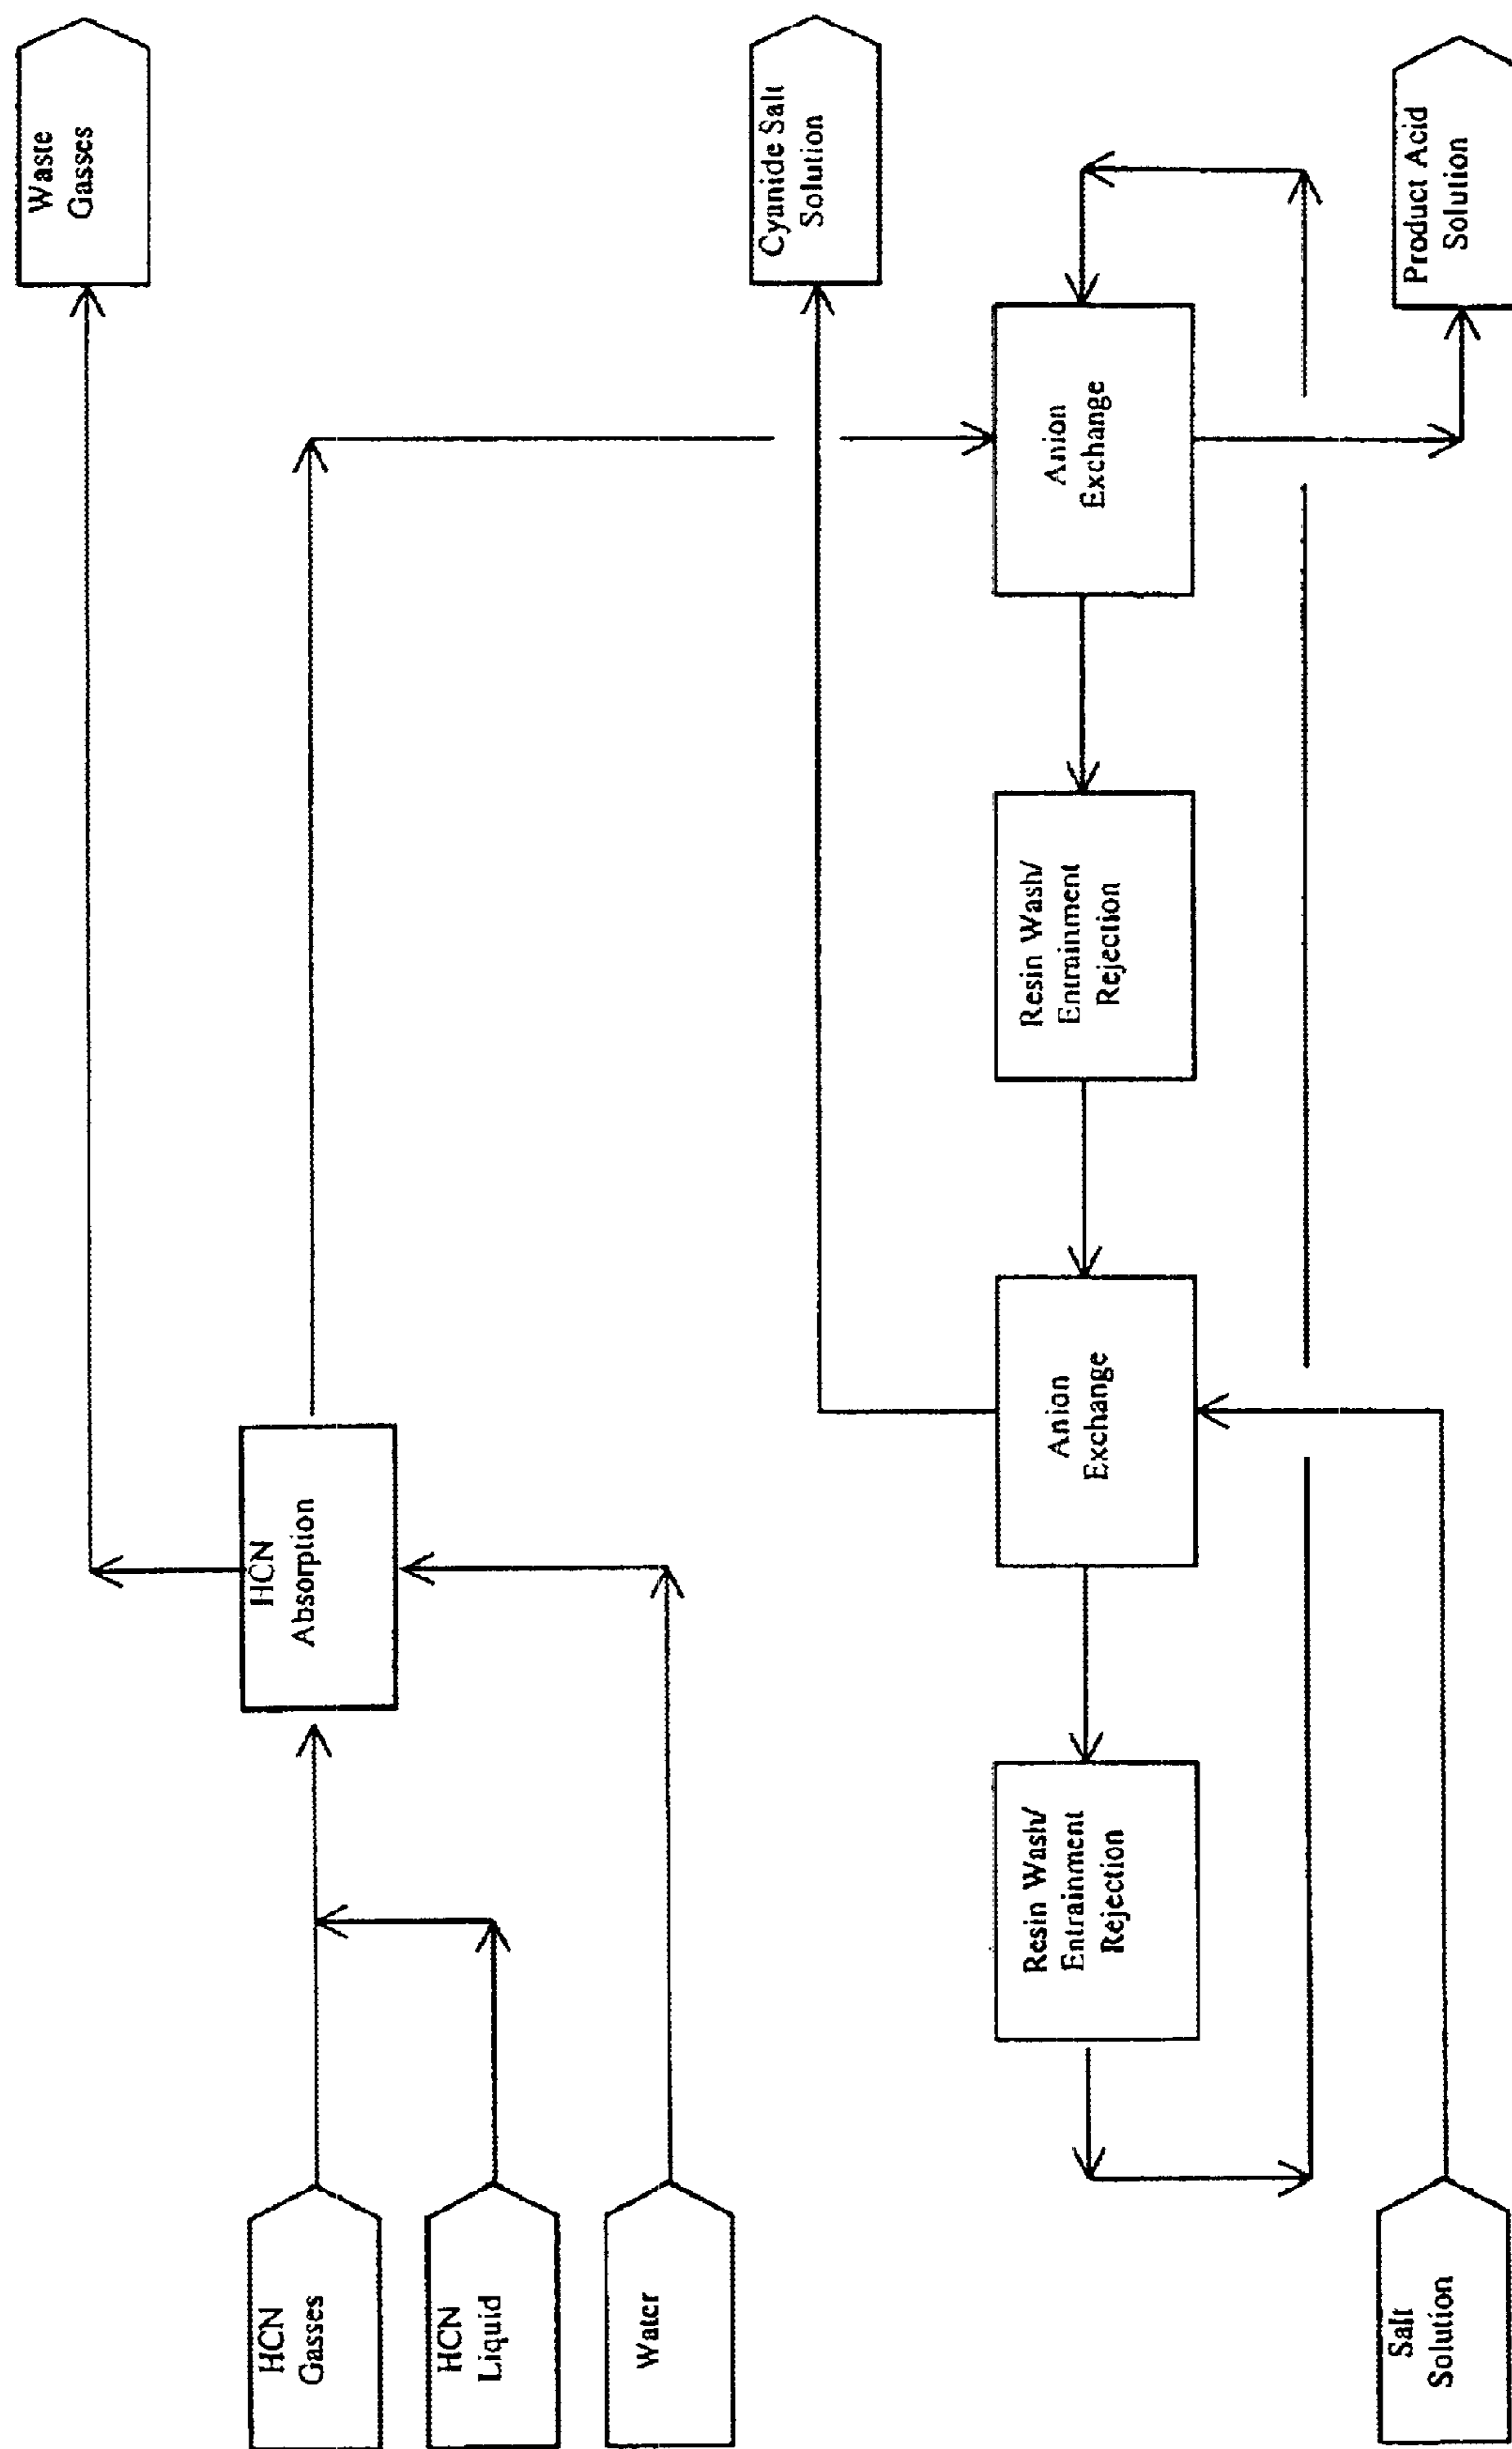 HCN
Gasses
HCN
Liquid
Water
HCN
Absorption
Waste
Gasses
Cyanide Salt
Solution
Resin Wash/
Entrainment
Rejection
Anion
Exchange
Resin Wash/
Entrainment
Rejection
Anion
Exchange
Salt
Solution
Product Acid
Solution